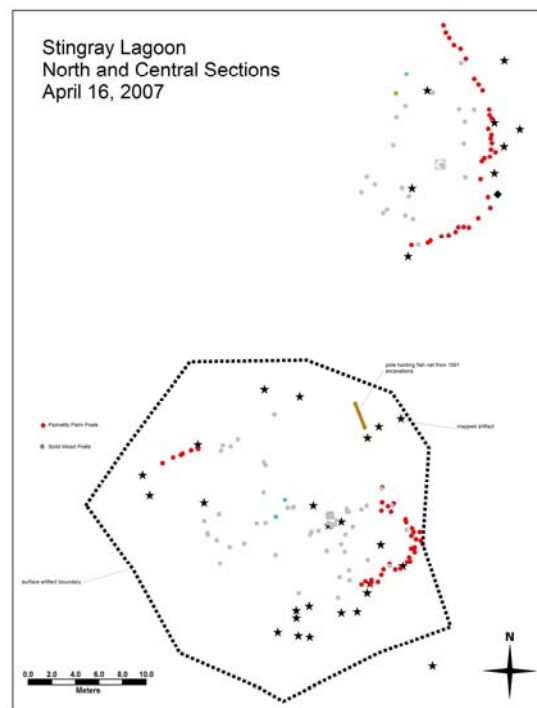 Stingray Lagoon
North and Central Sections
April 16, 2007
pole holding fish net from 1991
excavations
Palmetto Palm Posts
mapped artifact
Solid Wood Posts
surface artifact boundary
N
0.0 2.0 4.0 6.0 8.0 10.0
Meters